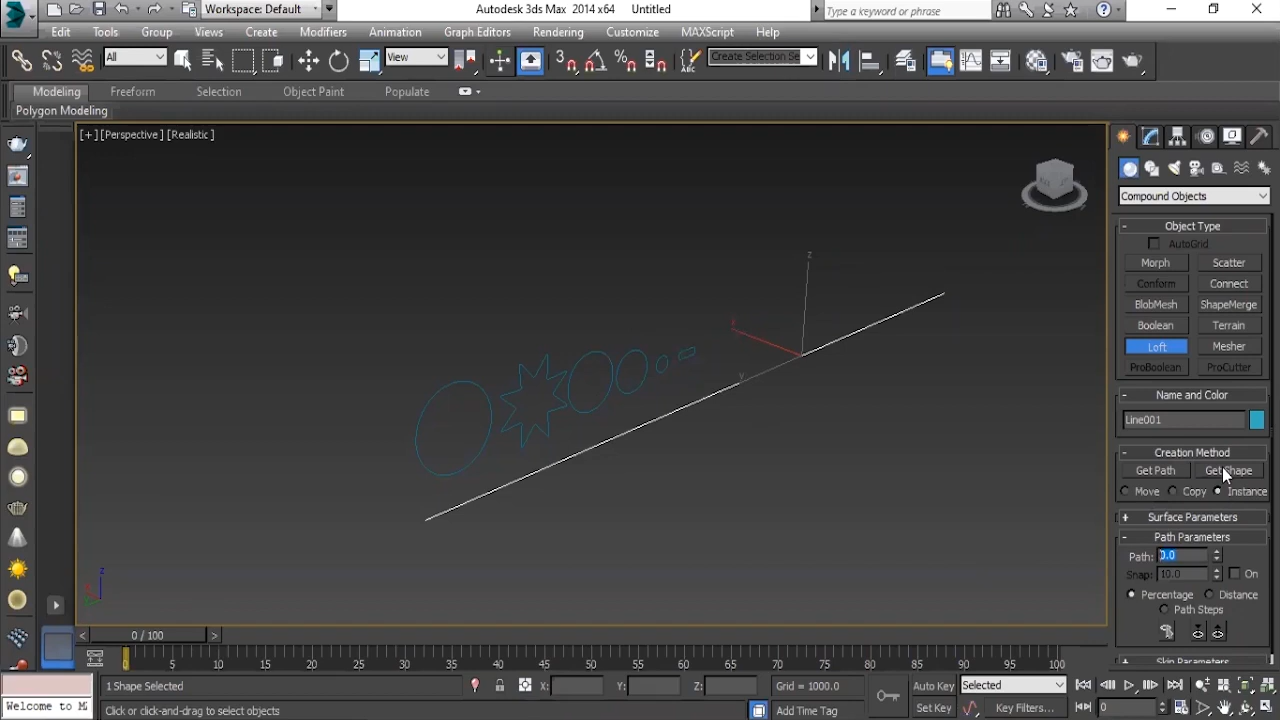 Workspace: Default
Autodesk 3ds Max 2014 x64
Untitled
Type a keyword or phrase
Edit
Tools
Group
Views
Create
Modifiers
Animation
Graph Editors
Rendering
Customize
MAXScript
Help
All
View
3
Create Selection Se
Modeling
Freeform
Selection
Object Paint
Populate
Polygon Modeling
[+] [Perspective ] [Realistic ]
Compound Objects
Object Type
AutoGrid
Morph
Scatter
Conform
Connect
BlobMesh
ShapeMerge
Boolean
Terrain
Loft
Mesher
ProBoolean
ProCutter
Name and Color
Line001
Creation Method
Get Path
Get Shape
Move
Copy
Instance
Surface Parameters
Path Parameters
Path: 0.0
Snap: 10.0
On
Percentage
Distance
Path Steps
Skin Parameters
z
x
y
z
0 / 100
0 5 10 15 20 25 30 35 40 45 50 55 60 65 70 75 80 85 90 95 100
1 Shape Selected
X:
Y:
Z:
Grid = 1000.0
Auto Key
Selected
Welcome to M
Click or click-and-drag to select objects
Add Time Tag
Set Key
Key Filters...
0